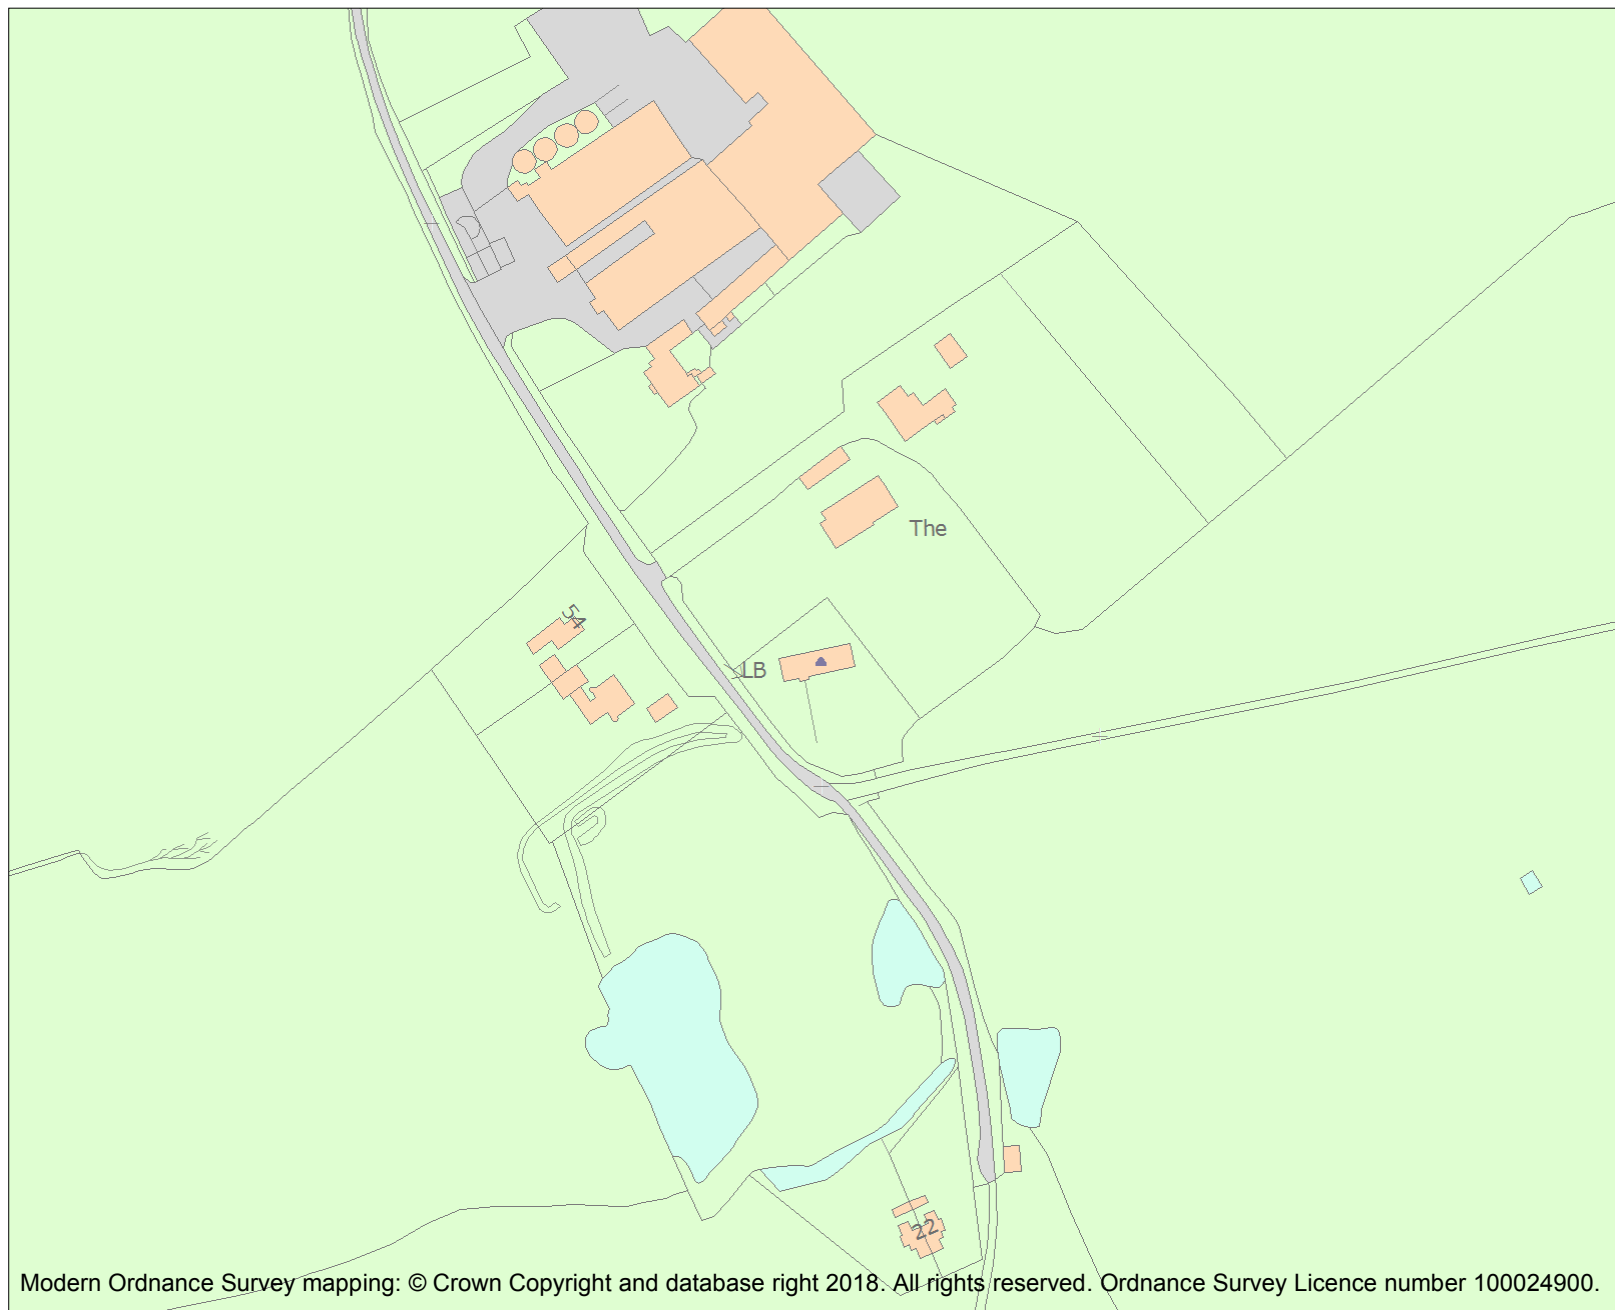 The
54
LB
22
Modern Ordnance Survey mapping: © Crown Copyright and database right 2018. All rights reserved. Ordnance Survey Licence number 100024900.